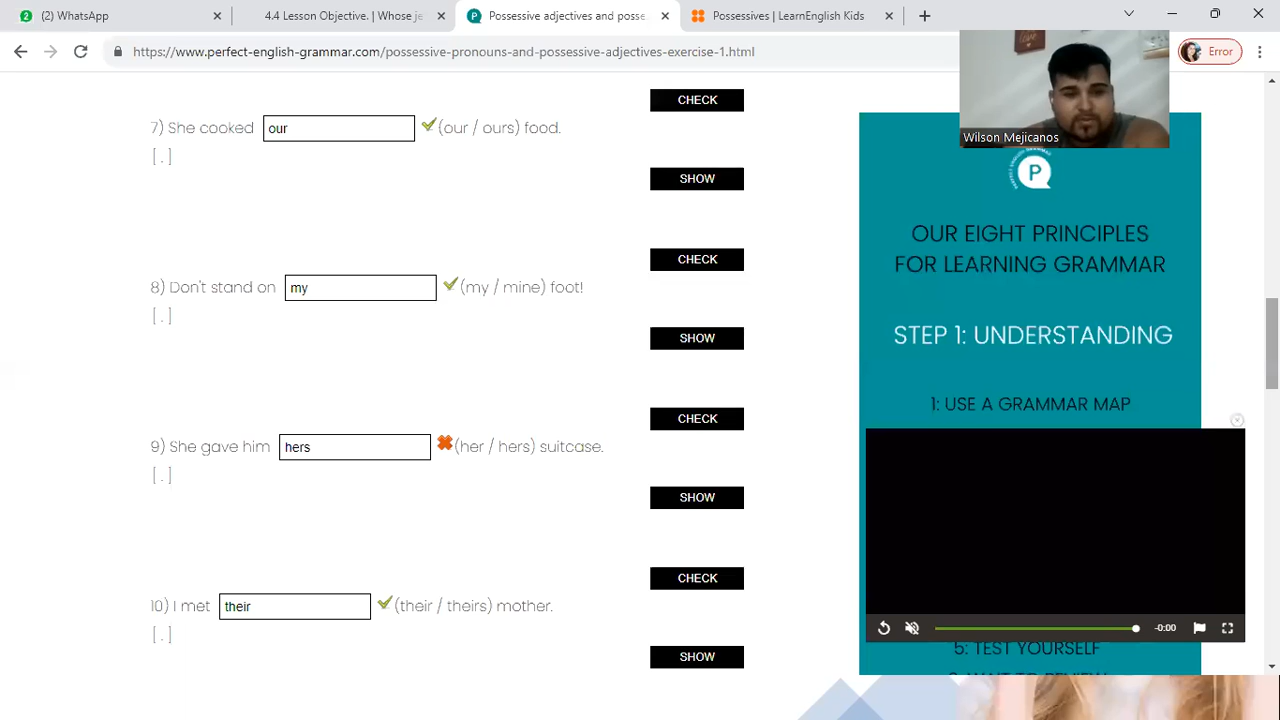 (2) WhatsApp
4.4 Lesson Objective. | Whose je
Possessive adjectives and posse
Possessives | LearnEnglish Kids
https://www.perfect-english-grammar.com/possessive-pronouns-and-possessive-adjectives-exercise-1.html
Error
Wilson Mejicanos
CHECK
7) She cooked our (our / ours) food.
[ . ]
SHOW
CHECK
8) Don't stand on my (my / mine) foot!
[ . ]
SHOW
CHECK
9) She gave him hers (her / hers) suitcase.
[ . ]
SHOW
CHECK
10) I met their (their / theirs) mother.
[ . ]
SHOW
P
OUR EIGHT PRINCIPLES
FOR LEARNING GRAMMAR
STEP 1: UNDERSTANDING
1: USE A GRAMMAR MAP
-0:00
5: TEST YOURSELF